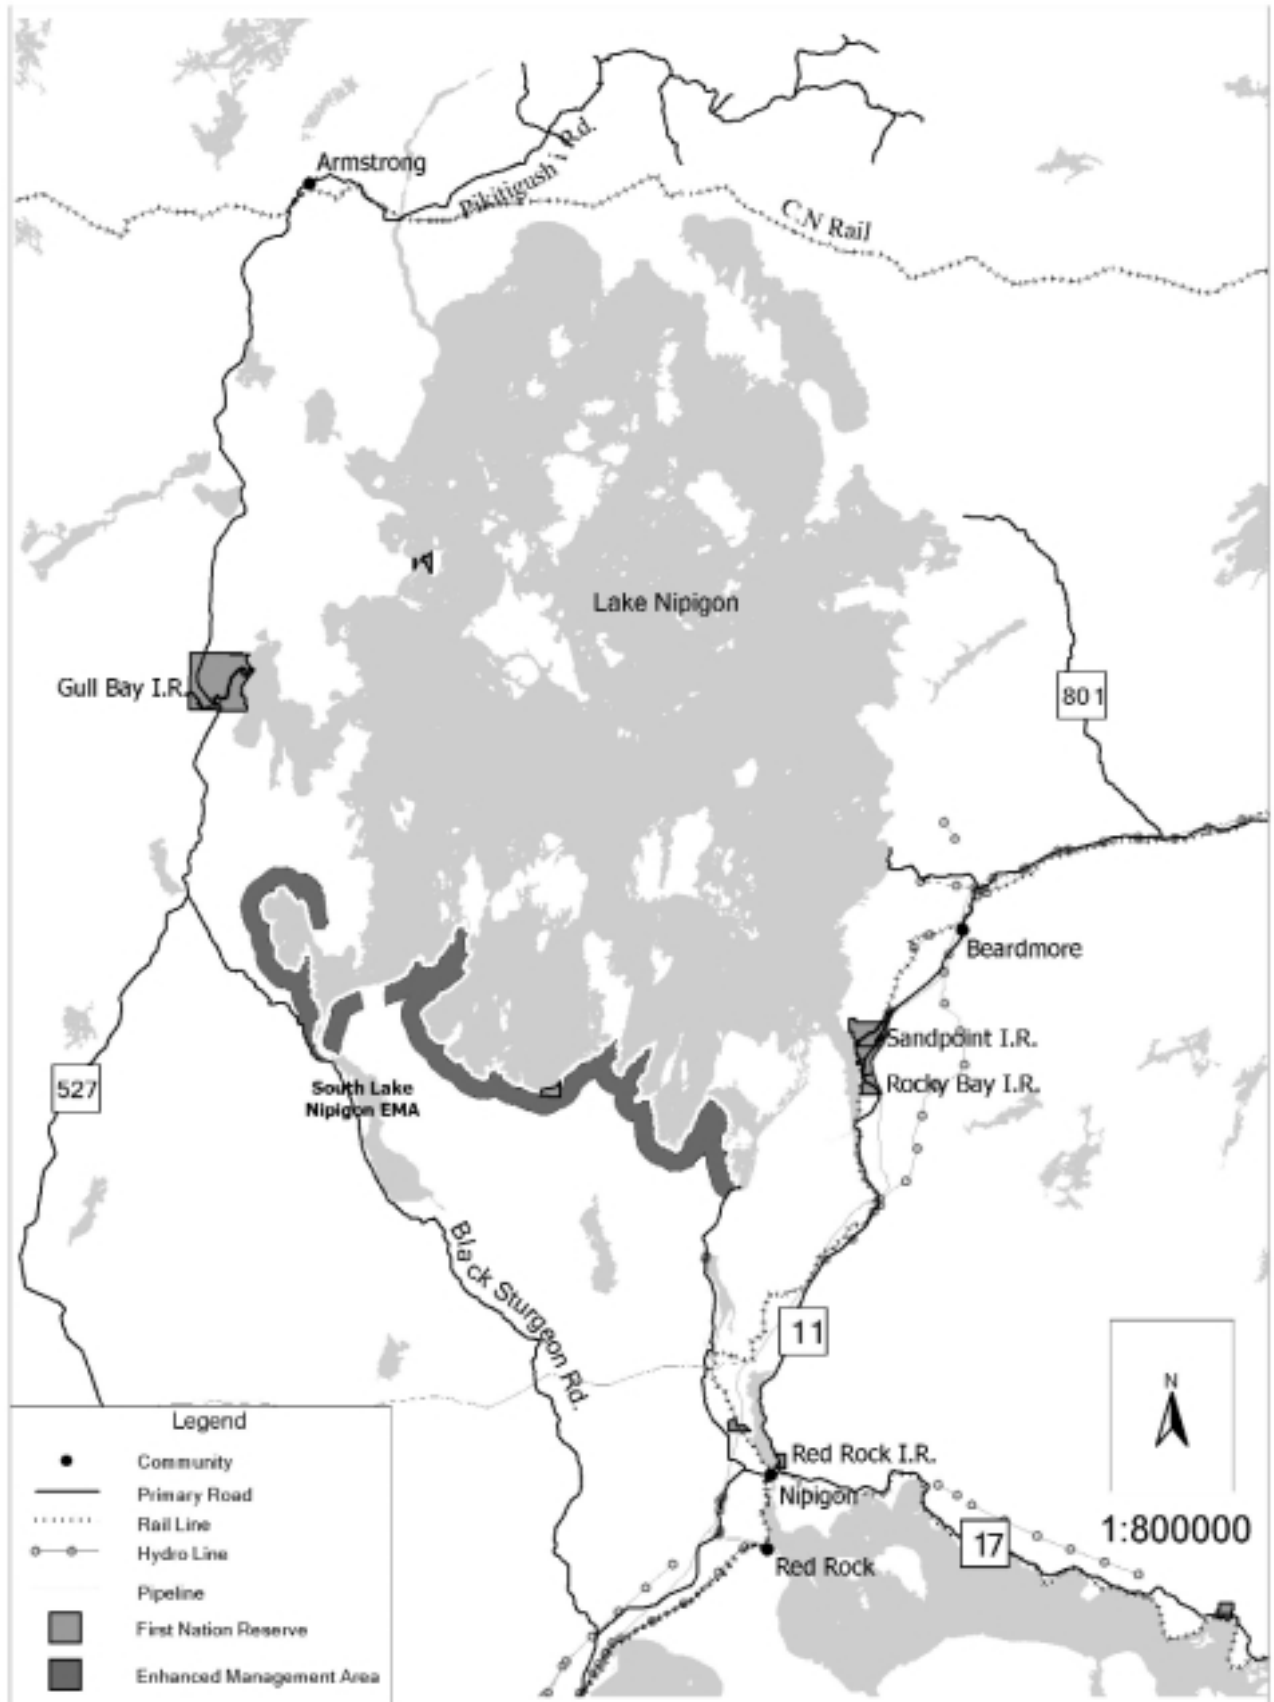 Armstrong
Pikitigushi Rd.
C.N Rail
Lake Nipigon
Gull Bay I.R.
801
Beardmore
Sandpoint I.R.
Rocky Bay I.R.
527
South Lake
Nipigon EMA
Black Sturgeon Rd.
11
N
Red Rock I.R.
Nipigon
1:800000
17
Red Rock
Legend
Community
Primary Road
Rail Line
Hydro Line
Pipeline
First Nation Reserve
Enhanced Management Area